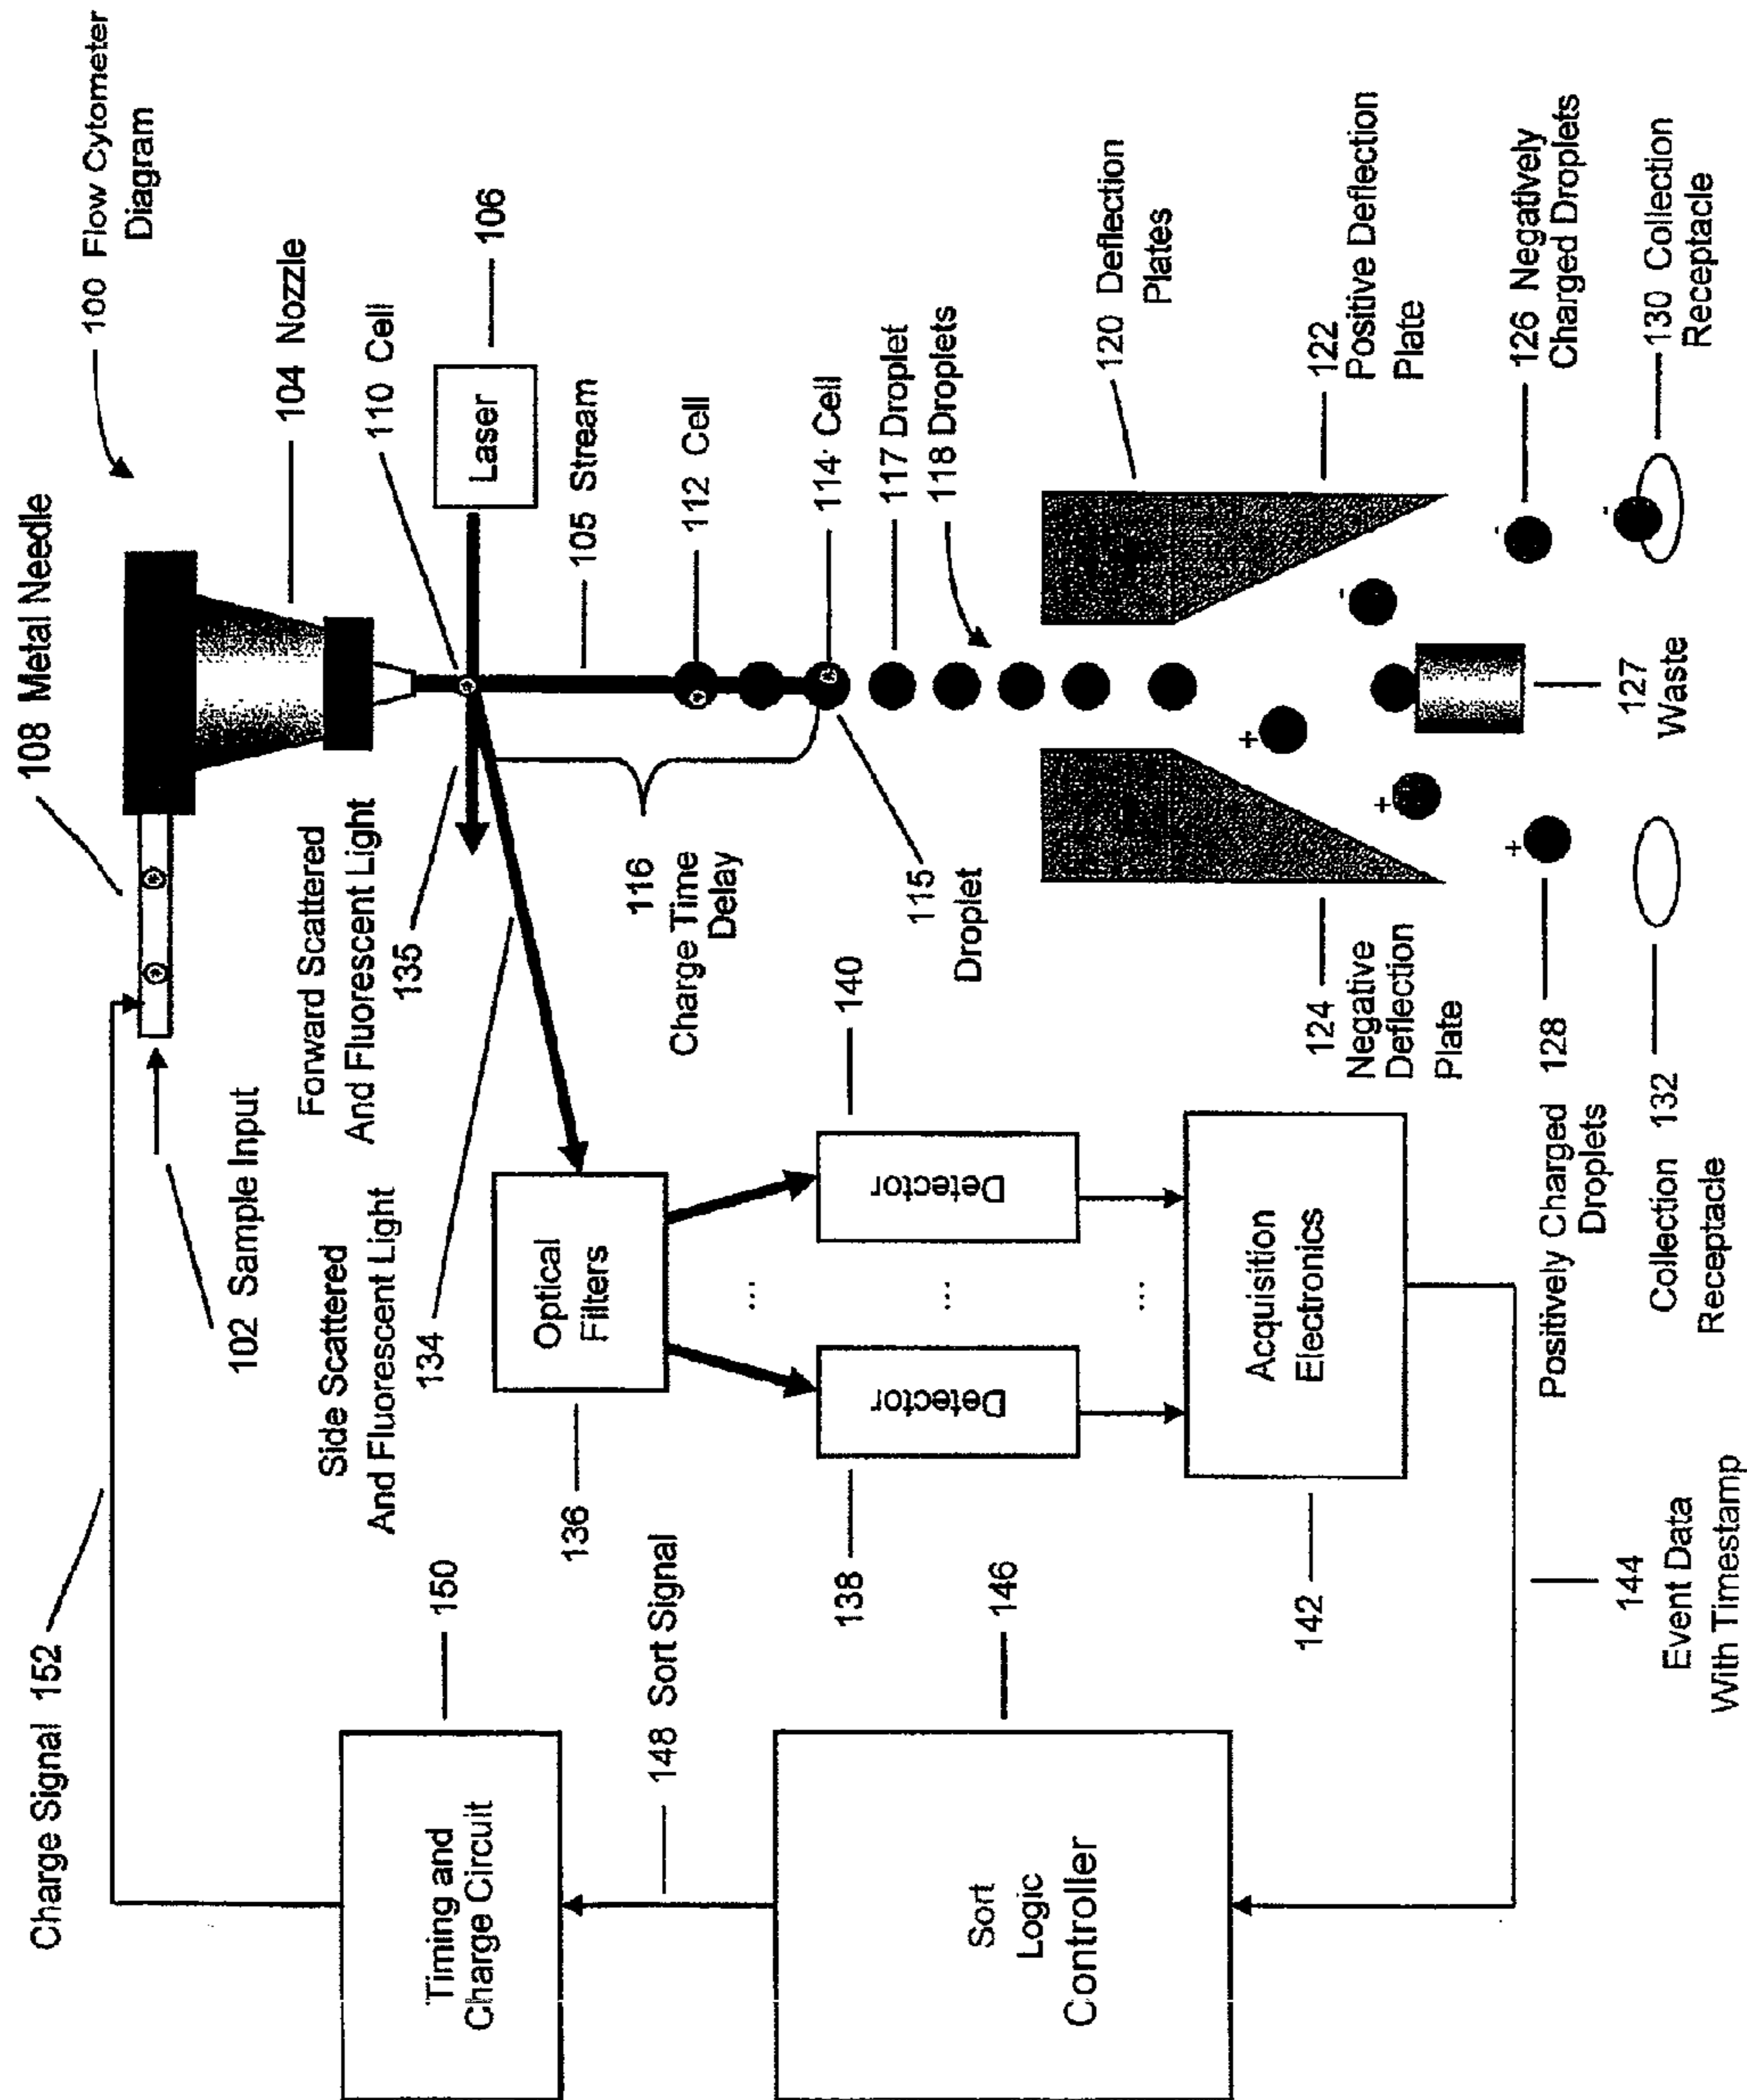 100 Flow Cytometer
Diagram
108 Metal Needle
104 Nozzle
102 Sample Input
Charge Signal 152
110 Cell
Laser
106
105 Stream
Forward Scattered
And Fluorescent Light
135
Side Scattered
And Fluorescent Light
134
112 Cell
116
Charge Time
Delay
114 Cell
115
Droplet
117 Droplet
118 Droplets
Optical
Filters
136
...
Detector
140
...
Detector
138
...
Acquisition
Electronics
142
150
Timing and
Charge Circuit
148 Sort Signal
146
Sort
Logic
Controller
144
Event Data
With Timestamp
120 Deflection
Plates
122
Positive Deflection
Plate
124
Negative
Deflection
Plate
+
+
+
-
-
-
126 Negatively
Charged Droplets
127
Waste
Positively Charged 128
Droplets
130 Collection
Receptacle
Collection 132
Receptacle